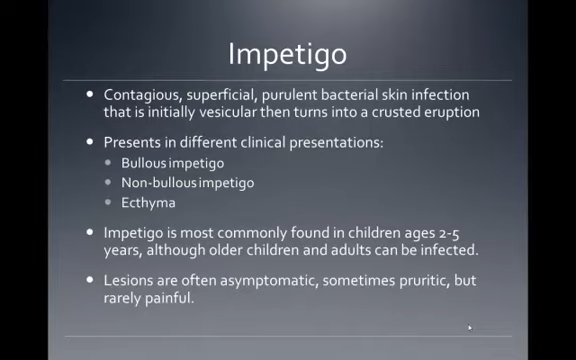 Impetigo
Contagious, superficial, purulent bacterial skin infection
that is initially vesicular then turns into a crusted eruption
Presents in different clinical presentations:
Bullous impetigo
Non-bullous impetigo
Ecthyma
Impetigo is most commonly found in children ages 2-5
years, although older children and adults can be infected.
Lesions are often asymptomatic, sometimes pruritic, but
rarely painful.